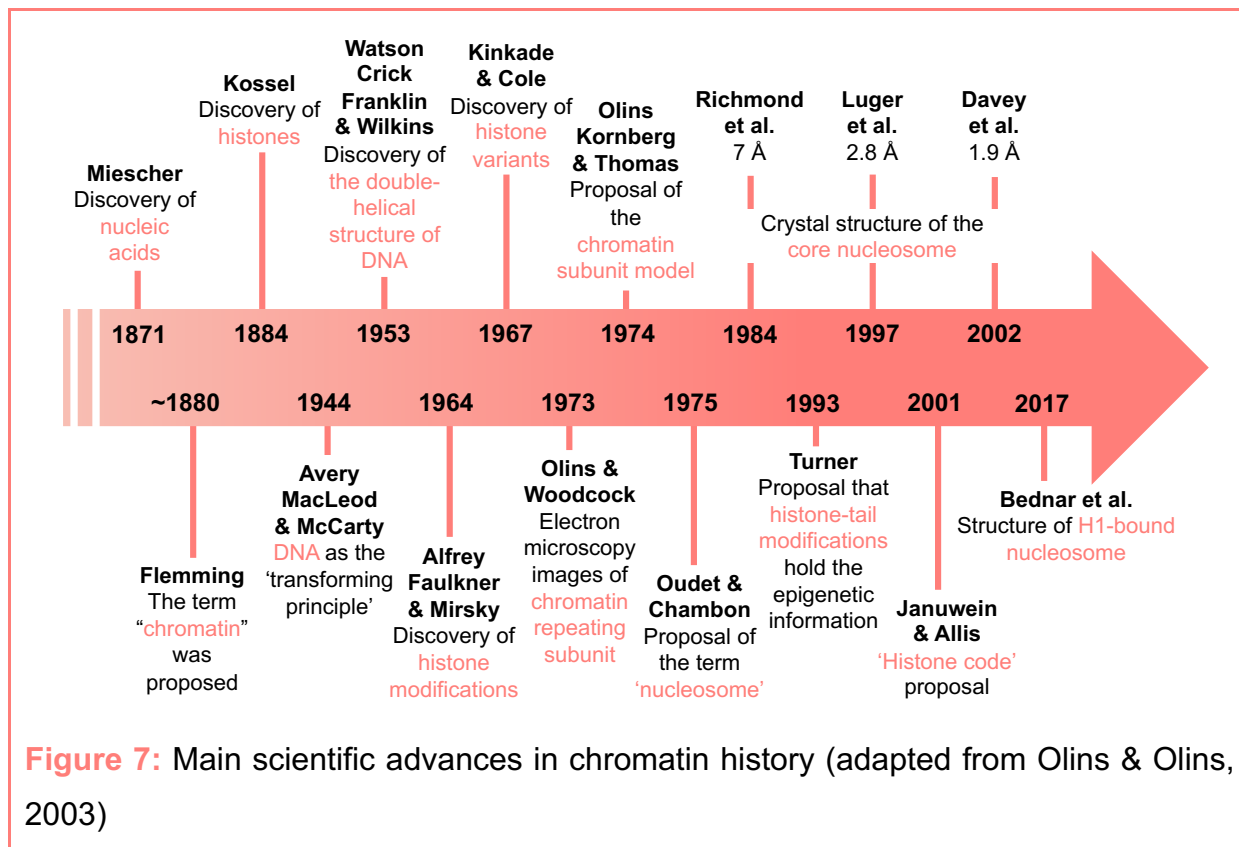 Miescher
Discovery of
nucleic
acids
Kossel
Discovery of
histones
Watson
Crick
Franklin
& Wilkins
Discovery of
the double-
helical
structure of
DNA
Kinkade
& Cole
Discovery of
histone
variants
Olins
Kornberg
& Thomas
Proposal of
the
chromatin
subunit model
Richmond
et al.
7 Å
Luger
et al.
2.8 Å
Davey
et al.
1.9 Å
Crystal structure of the
core nucleosome
1871
1884
1953
1967
1974
1984
1997
2002
~1880
1944
1964
1973
1975
1993
2001
2017
Flemming
The term
“chromatin”
was
proposed
Avery
MacLeod
& McCarty
DNA as the
‘transforming
principle’
Alfrey
Faulkner
& Mirsky
Discovery of
histone
modifications
Olins &
Woodcock
Electron
microscopy
images of
chromatin
repeating
subunit
Oudet &
Chambon
Proposal of
the term
‘nucleosome’
Turner
Proposal that
histone-tail
modifications
hold the
epigenetic
information
Januwein
& Allis
‘Histone code’
proposal
Bednar et al.
Structure of H1-bound
nucleosome
Figure 7: Main scientific advances in chromatin history (adapted from Olins & Olins,
2003)